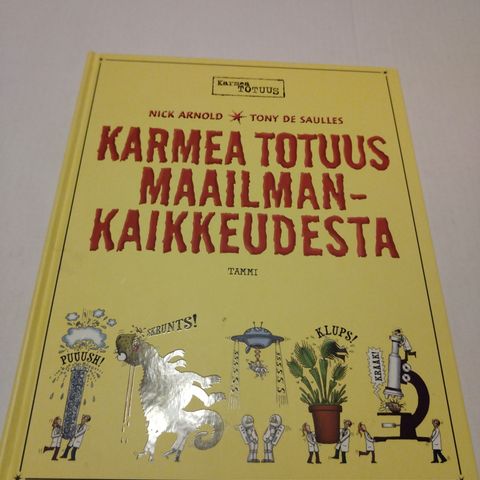 Karmea
TOTUUS
NICK ARNOLD ✶ TONY DE SAULLES
KARMEA TOTUUS
MAAILMAN-
KAIKKEUDESTA
TAMMI
PUUUSH!
SKRUNTS!
KLUPS!
KRAAK!